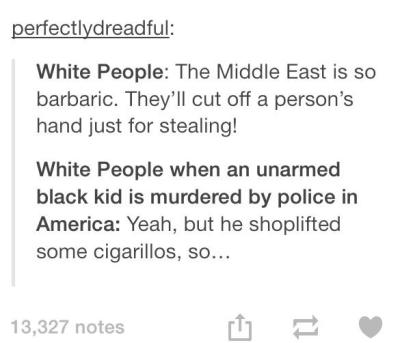 perfectlydreadful:
White People: The Middle East is so
barbaric. They'll cut off a person's
hand just for stealing!
White People when an unarmed
black kid is murdered by police in
America: Yeah, but he shoplifted
some cigarillos, so...
13,327 notes